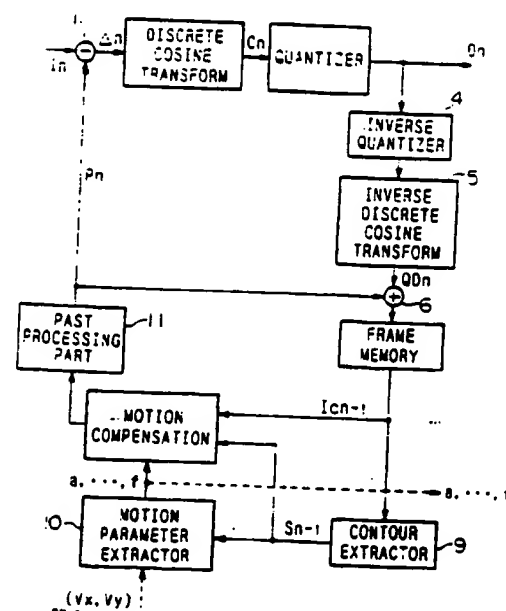 Δn
DISCRETE
COSINE
TRANSFORM
Cn
QUANTIZER
Qn
in
4
INVERSE
QUANTIZER
Pn
5
INVERSE
DISCRETE
COSINE
TRANSFORM
QDn
6
11
PAST
PROCESSING
PART
FRAME
MEMORY
MOTION
COMPENSATION
Icn-1
a, ···, f
a, ···,
10
MOTION
PARAMETER
EXTRACTOR
Sn-1
CONTOUR
EXTRACTOR
9
(Vx, Vy)